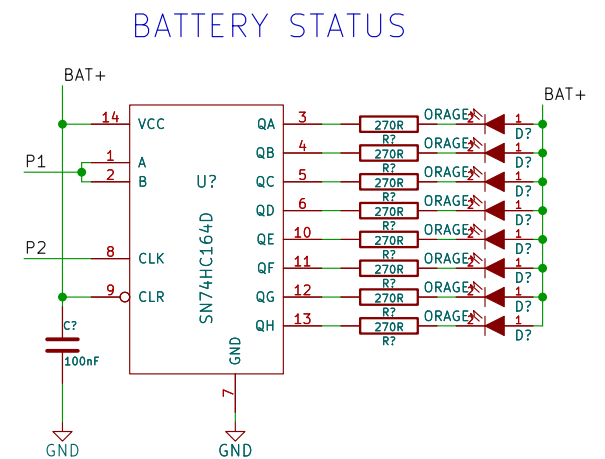 BATTERY STATUS
BAT+
BAT+
14 VCC QA 3 270R R? ORAGE 2 1 D?
P1 1 A QB 4 270R R? ORAGE 2 1 D?
2 B U? QC 5 270R R? ORAGE 2 1 D?
SN74HC164D QD 6 270R R? ORAGE 2 1 D?
P2 8 CLK QE 10 270R R? ORAGE 2 1 D?
QF 11 270R R? ORAGE 2 1 D?
9 CLR QG 12 270R R? ORAGE 2 1 D?
QH 13 270R R? ORAGE 2 1 D?
C?
100nF
GND
7
GND
GND